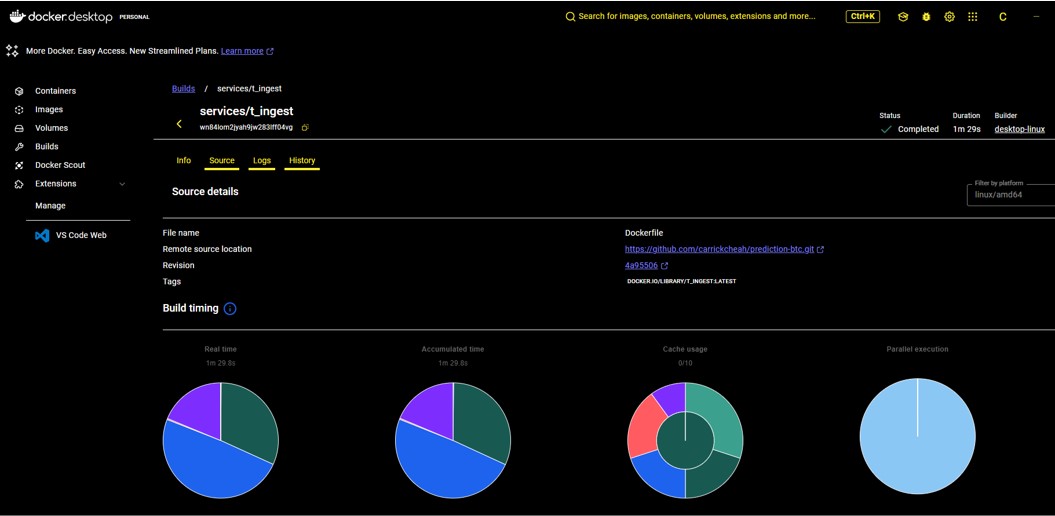 docker.desktop PERSONAL
Search for images, containers, volumes, extensions and more...
Ctrl+K
C
More Docker. Easy Access. New Streamlined Plans. Learn more
Containers
Images
Volumes
Builds
Docker Scout
Extensions
Manage
VS Code Web
Builds / services/t_ingest
services/t_ingest
wn84lom2jyah9jw283lff04vg
Status
Completed
Duration
1m 29s
Builder
desktop-linux
Info Source Logs History
Source details
Filter by platform
linux/amd64
File name Dockerfile
Remote source location https://github.com/carrickcheah/prediction-btc.git
Revision 4a95506
Tags DOCKER.IO/LIBRARY/T_INGEST:LATEST
Build timing
Real time
1m 29.8s
Accumulated time
1m 29.8s
Cache usage
0/10
Parallel execution